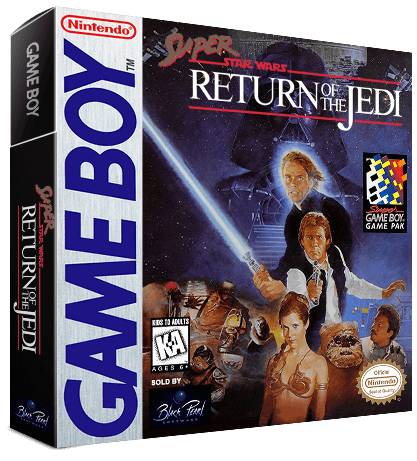 GAME BOY
Super
STAR WARS
RETURN
OF
THE
JEDI
Black Pearl
SOFTWARE
Nintendo
GAME BOY
TM
Super
STAR WARS
RETURN OF THE JEDI
Super
GAME BOY
GAME PAK
KIDS TO ADULTS
K-A
AGES 6+
SOLD BY
Black Pearl
SOFTWARE
Official
Nintendo
Seal of Quality